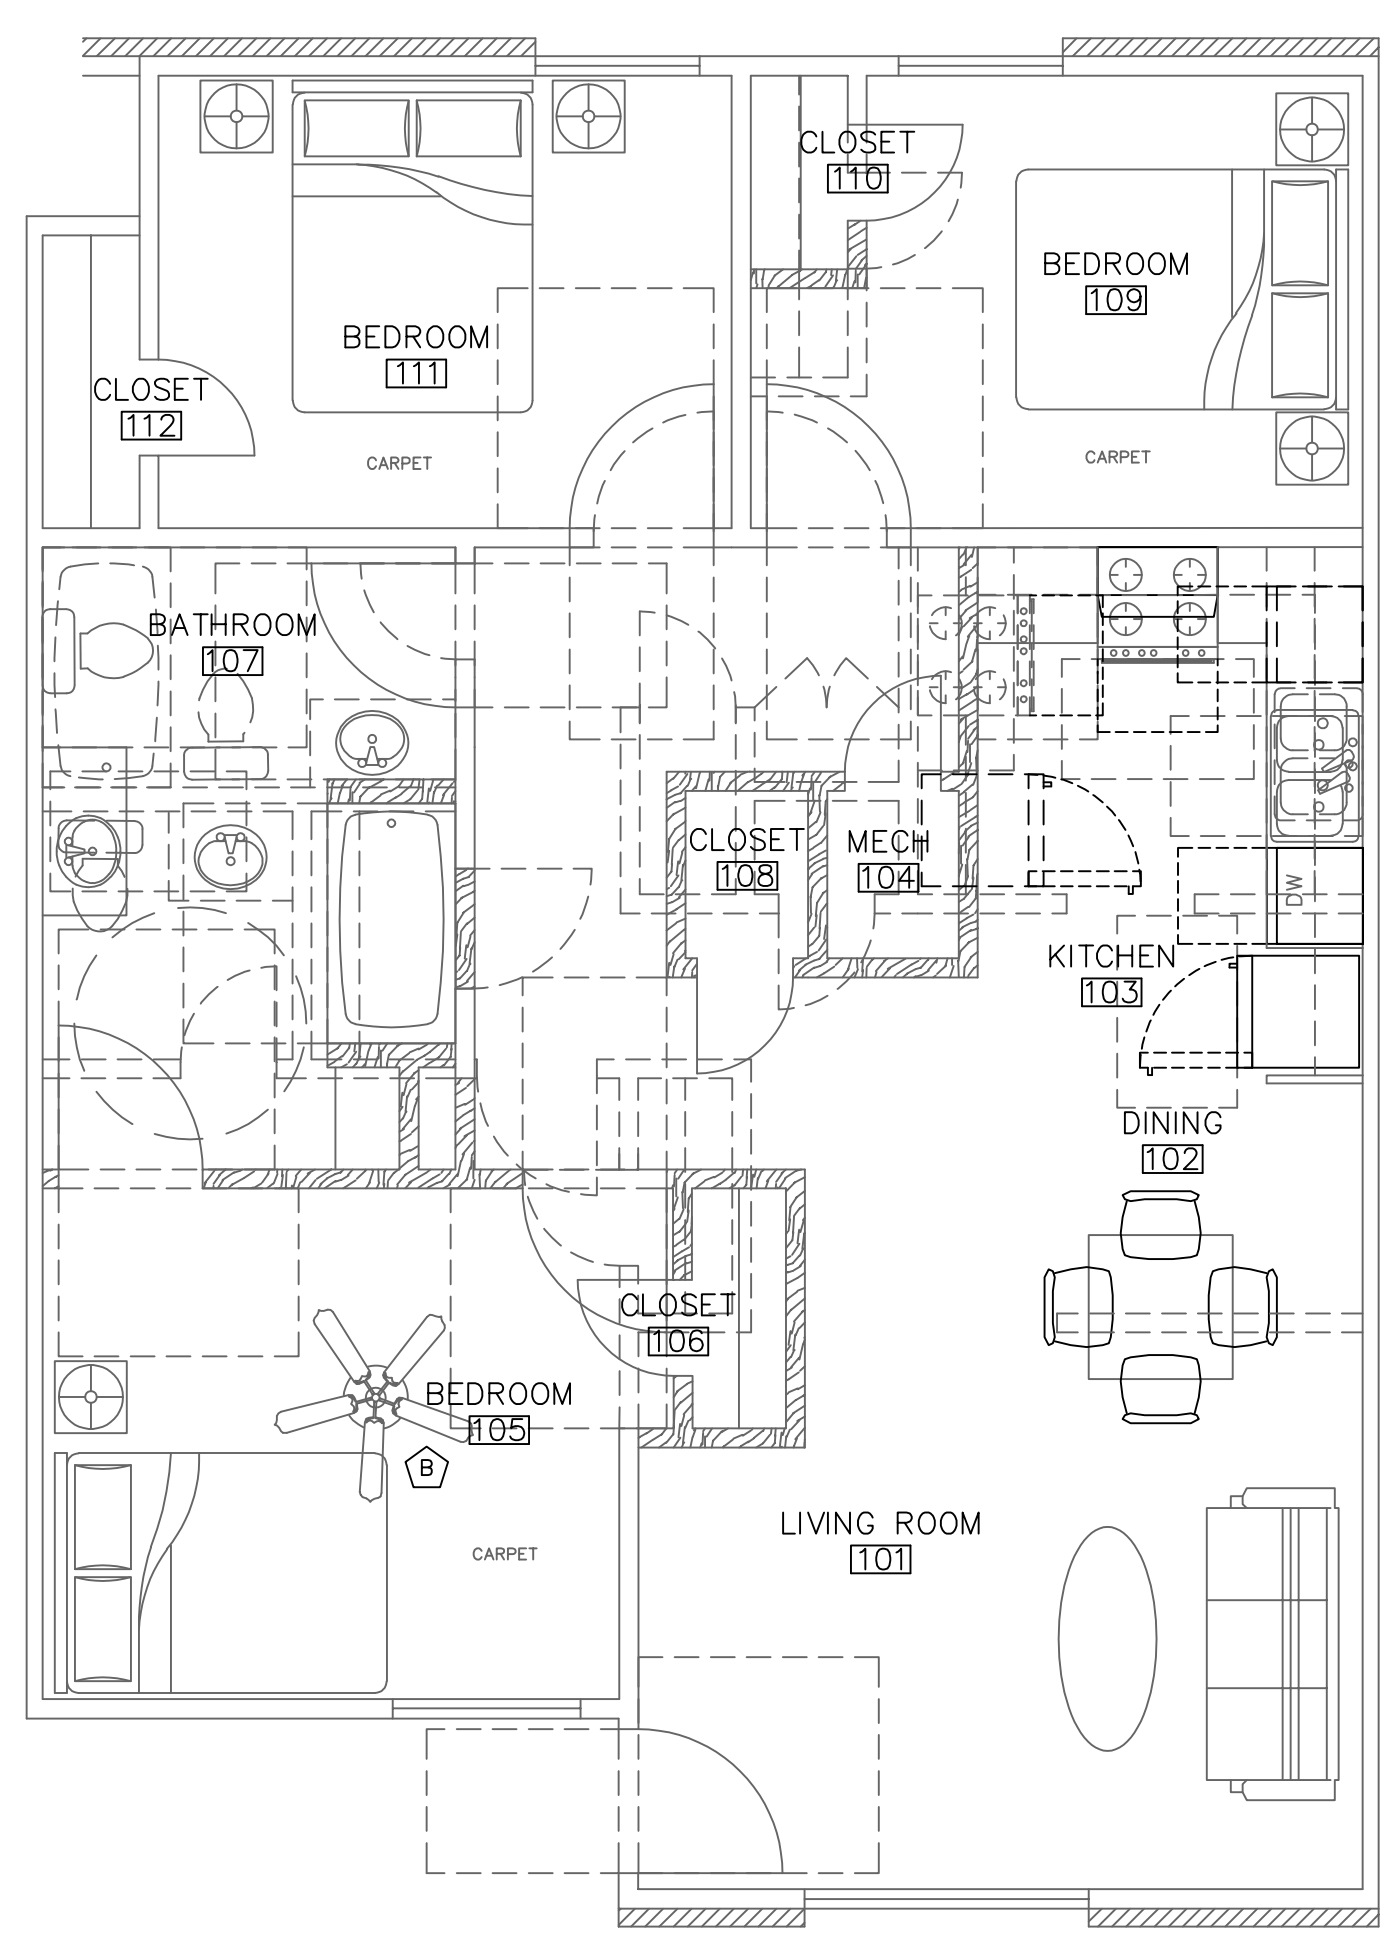 CLOSET
110
BEDROOM
109
BEDROOM
111
CLOSET
112
CARPET
CARPET
BATHROOM
107
CLOSET
108
MECH
104
DW
KITCHEN
103
DINING
102
CLOSET
106
BEDROOM
105
B
LIVING ROOM
101
CARPET